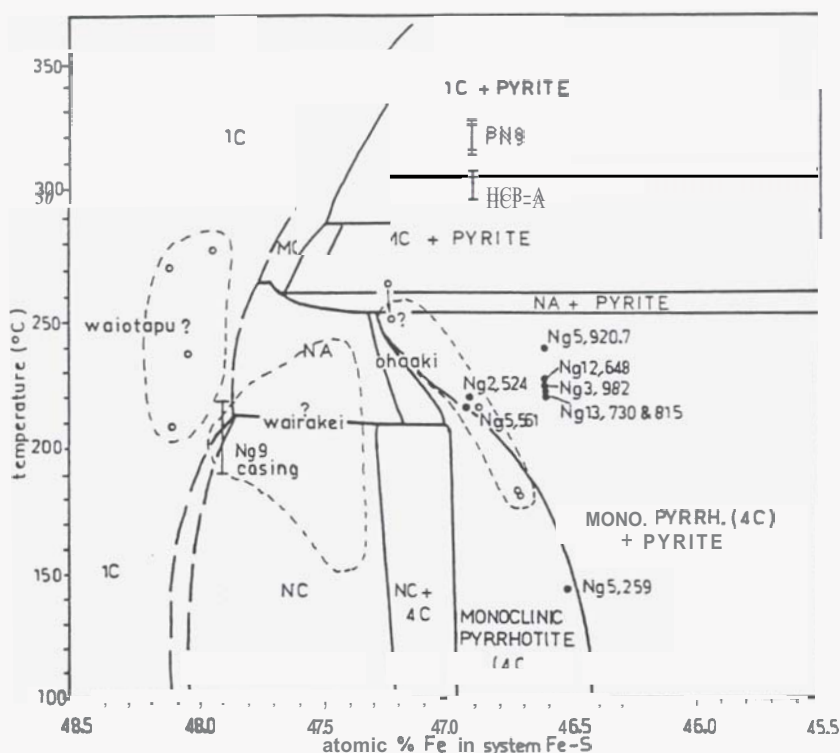 350
1C + PYRITE
1C
PN9
300
HCP-A
MC
MC + PYRITE
NA + PYRITE
250
waiotapu ?
?
NA
ohaaki
Ng5,920.7
Ng12,648
Ng3,982
Ng13,730 & 815
Ng2,524
Ng5,561
?
wairakei
200
Ng9
casing
MONO. PYRRH. (4C)
+ PYRITE
150
1C
NC
NC +
4C
MONOCLINIC
PYRRHOTITE
(4C
Ng5,259
100
temperature (°C)
48.5 48.0 47.5 47.0 46.5 46.0 45.5
atomic % Fe in system Fe-S